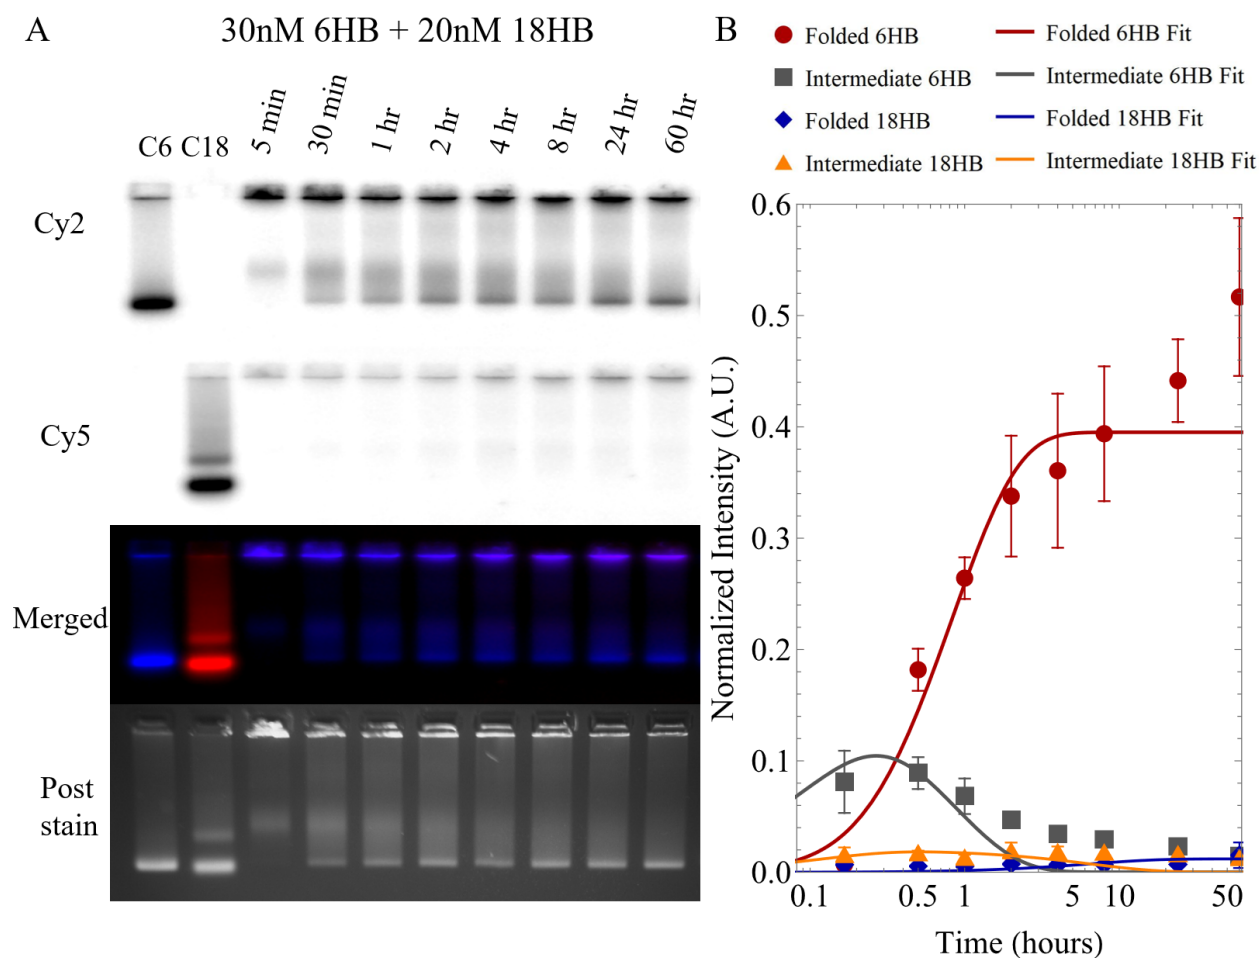 A
30nM 6HB + 20nM 18HB
C6 C18 5 min 30 min 1 hr 2 hr 4 hr 8 hr 24 hr 60 hr
Cy2
Cy5
Merged
Post
stain
B
Folded 6HB
Folded 6HB Fit
Intermediate 6HB
Intermediate 6HB Fit
Folded 18HB
Folded 18HB Fit
Intermediate 18HB
Intermediate 18HB Fit
Normalized Intensity (A.U.)
0.6
0.5
0.4
0.3
0.2
0.1
0.0
0.1 0.5 1 5 10 50
Time (hours)